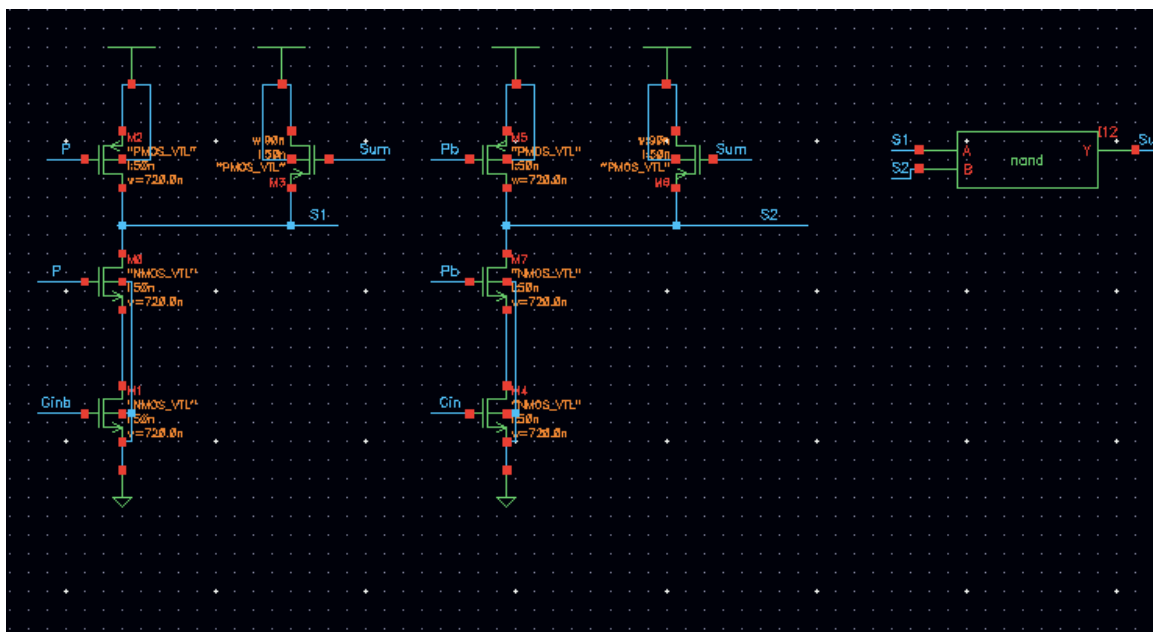 M2
"PMOS_VTL"
l:50n
w=720.0n
P
w:90n
l:50n
"PMOS_VTL"
M3
Sum
S1
P
M0
"NMOS_VTL"
l:50n
w=720.0n
Cinb
M1
"NMOS_VTL"
l:50n
w=720.0n
Pb
M5
"PMOS_VTL"
l:50n
w=720.0n
w:90n
l:50n
"PMOS_VTL"
Sum
S2
Pb
M7
"NMOS_VTL"
l:50n
w=720.0n
Cin
M4
"NMOS_VTL"
l:50n
w=720.0n
S1
S2
A
B
nand
Y
I12